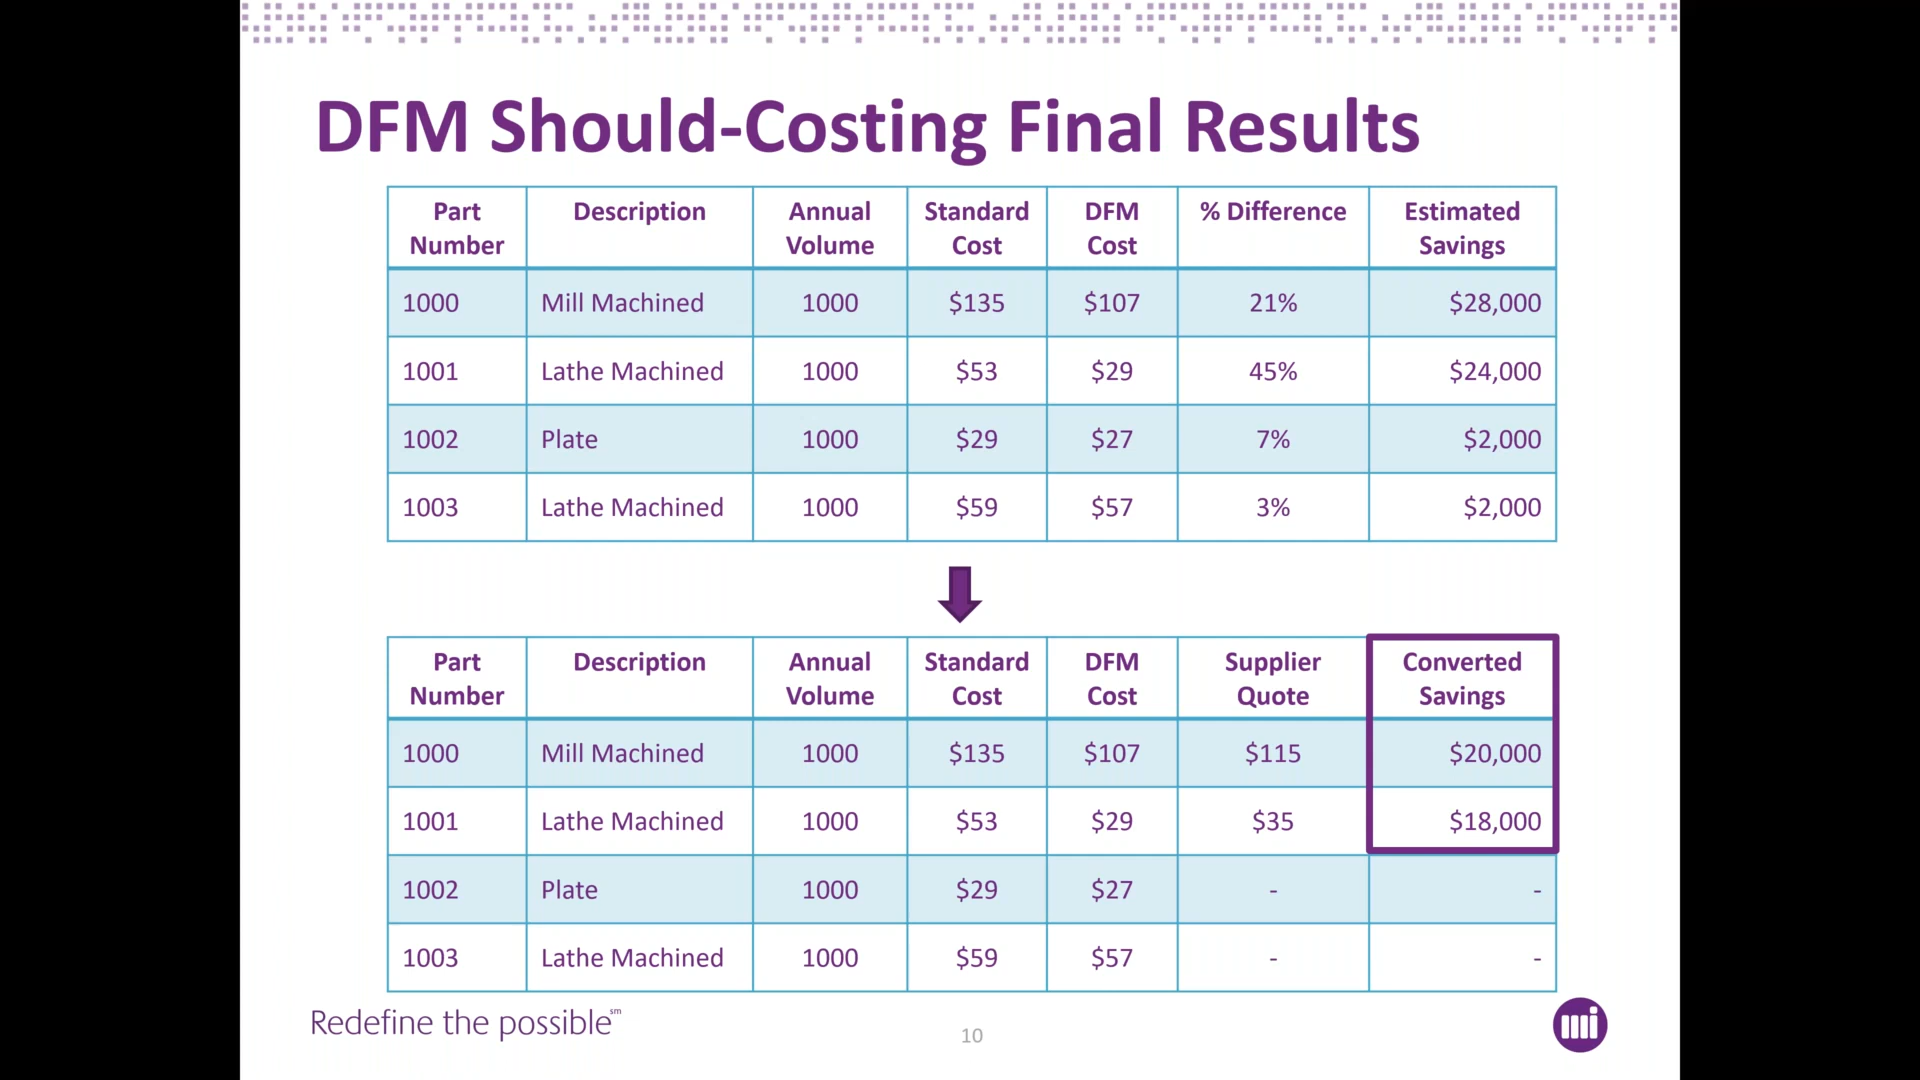 DFM Should-Costing Final Results
Part Number Description Annual Volume Standard Cost DFM Cost % Difference Estimated Savings
1000 Mill Machined 1000 $135 $107 21% $28,000
1001 Lathe Machined 1000 $53 $29 45% $24,000
1002 Plate 1000 $29 $27 7% $2,000
1003 Lathe Machined 1000 $59 $57 3% $2,000
Part Number Description Annual Volume Standard Cost DFM Cost Supplier Quote Converted Savings
1000 Mill Machined 1000 $135 $107 $115 $20,000
1001 Lathe Machined 1000 $53 $29 $35 $18,000
1002 Plate 1000 $29 $27 - -
1003 Lathe Machined 1000 $59 $57 - -
Redefine the possible℠
10